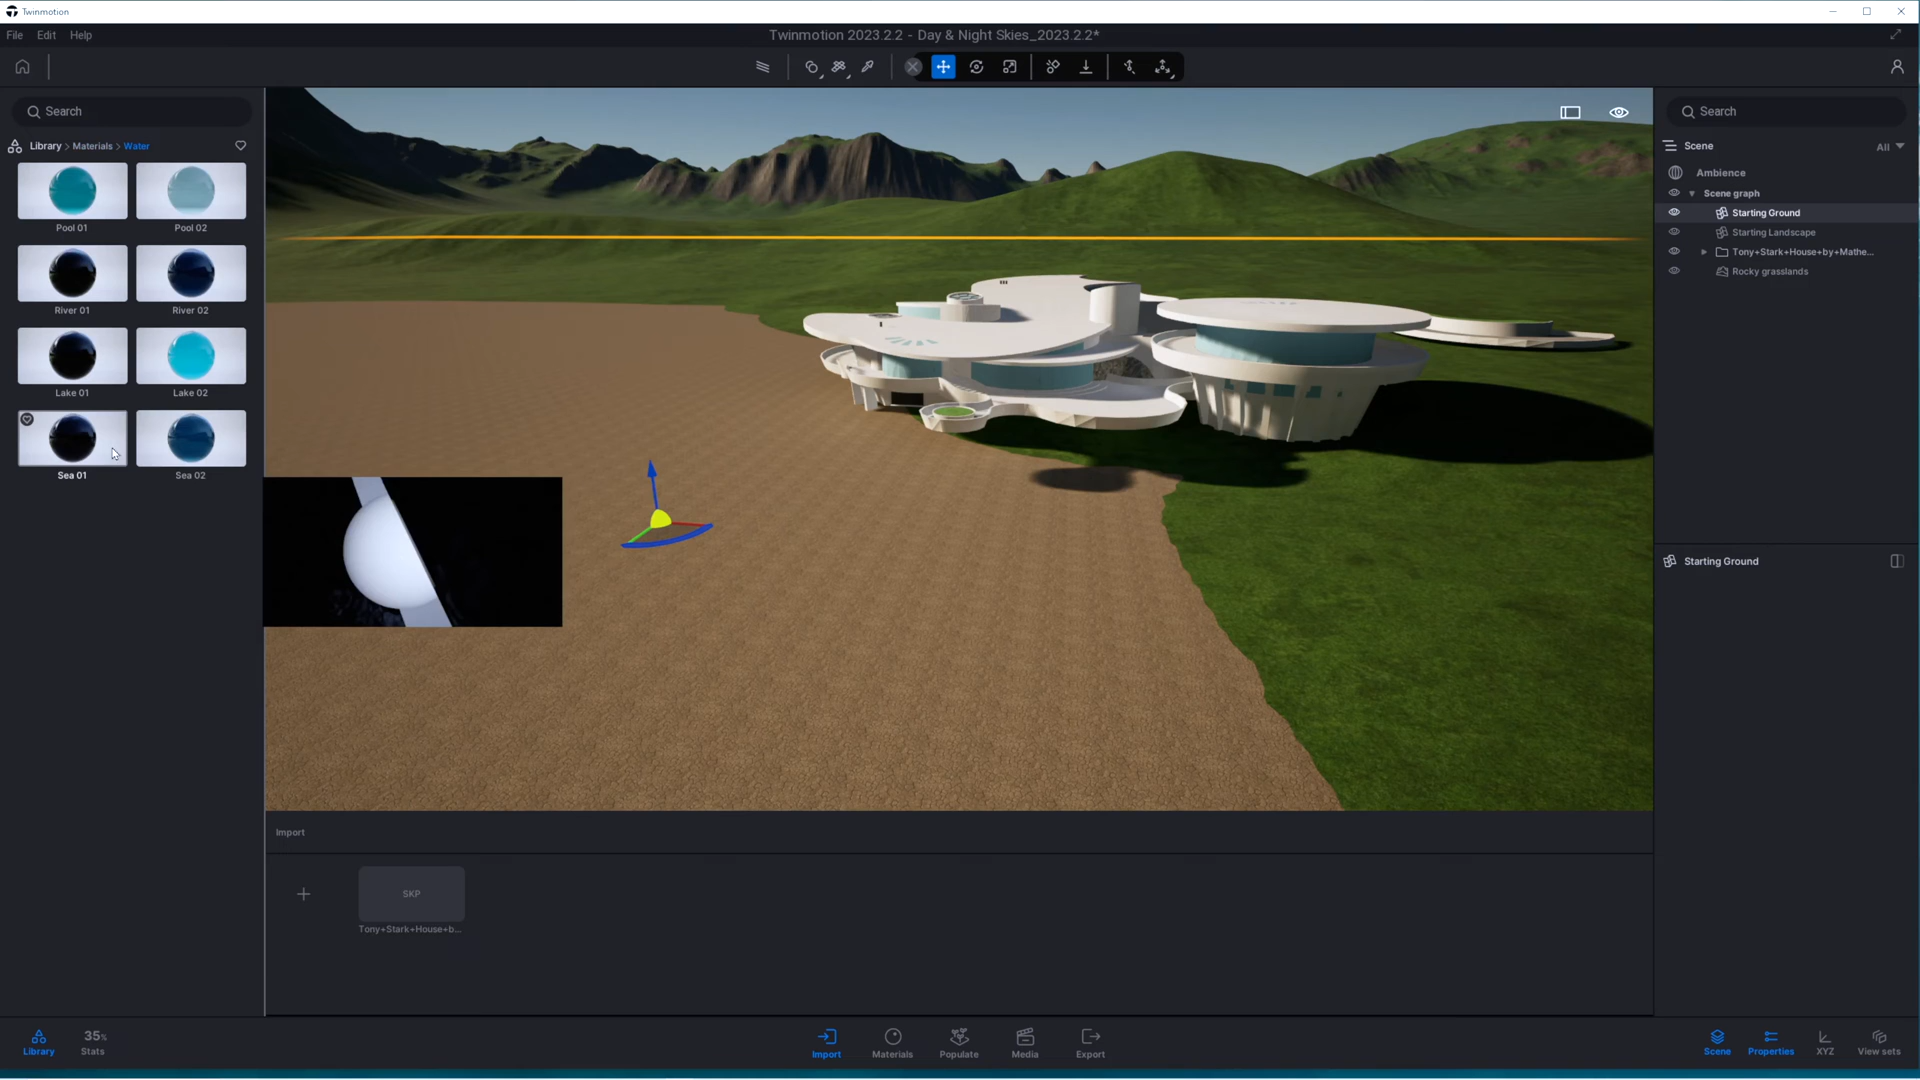 Twinmotion
File Edit Help
Twinmotion 2023.2.2 - Day & Night Skies_2023.2.2*
Search
Library > Materials > Water
Pool 01
Pool 02
River 01
River 02
Lake 01
Lake 02
Sea 01
Sea 02
Search
Scene
All
Ambience
Scene graph
Starting Ground
Starting Landscape
Tony+Stark+House+by+Mathe...
Rocky grasslands
Starting Ground
Import
SKP
Tony+Stark+House+b...
Library
35%
Stats
Import
Materials
Populate
Media
Export
Scene
Properties
XYZ
View sets